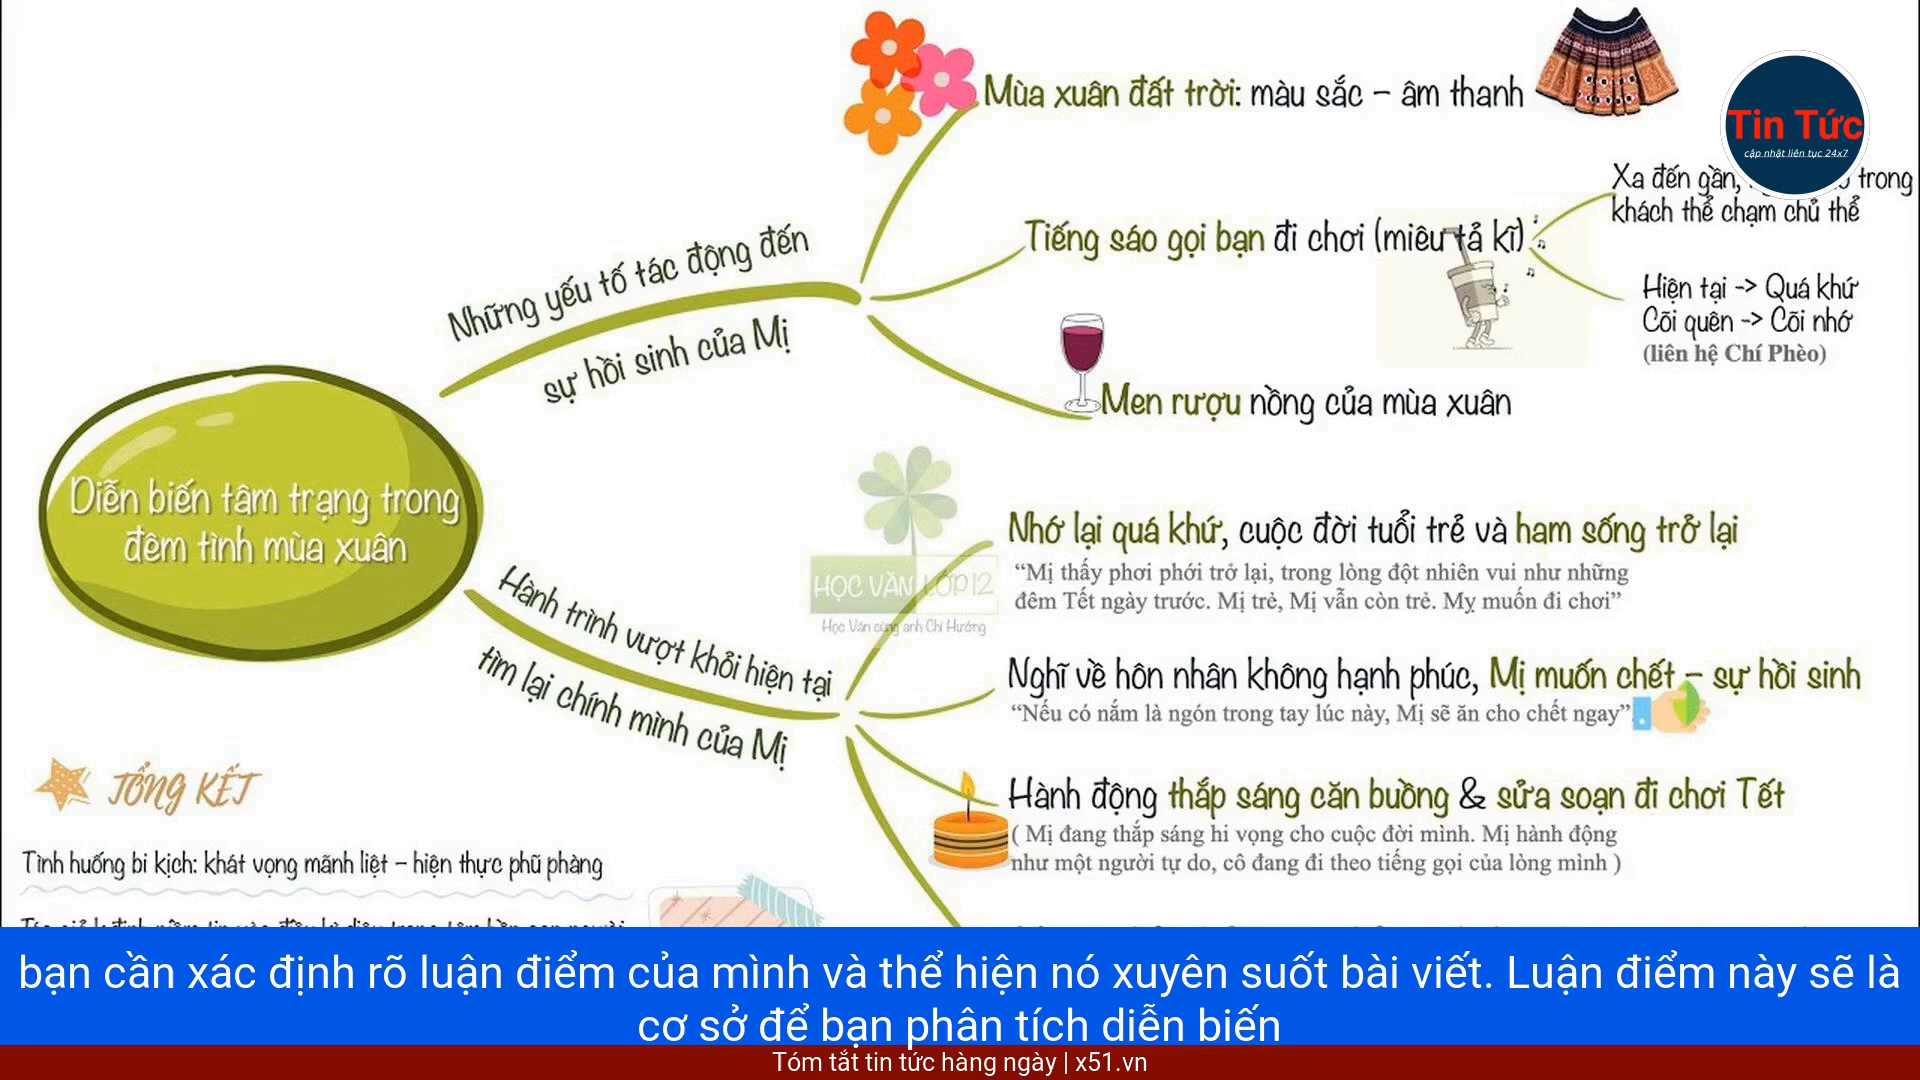 Mùa xuân đất trời: màu sắc – âm thanh
Tin Tức
cập nhật liên tục 24x7
Xa đến gần, trong
khách thể chạm chủ thể
Tiếng sáo gọi bạn đi chơi (miêu tả kĩ)
Hiện tại -> Quá khứ
Cõi quên -> Cõi nhớ
(liên hệ Chí Phèo)
Những yếu tố tác động đến
sự hồi sinh của Mị
Men rượu nồng của mùa xuân
Diễn biến tâm trạng trong
đêm tình mùa xuân
Nhớ lại quá khứ, cuộc đời tuổi trẻ và ham sống trở lại
“Mị thấy phơi phới trở lại, trong lòng đột nhiên vui như những
đêm Tết ngày trước. Mị trẻ, Mị vẫn còn trẻ. Mỵ muốn đi chơi”
HỌC VĂN LỚP 12
Học Văn cùng anh Chí Hướng
Hành trình vượt khỏi hiện tại
tìm lại chính mình của Mị
Nghĩ về hôn nhân không hạnh phúc, Mị muốn chết – sự hồi sinh
“Nếu có nắm là ngón trong tay lúc này, Mị sẽ ăn cho chết ngay”
Hành động thắp sáng căn buồng & sửa soạn đi chơi Tết
( Mị đang thắp sáng hi vọng cho cuộc đời mình. Mị hành động
như một người tự do, cô đang đi theo tiếng gọi của lòng mình )
TỔNG KẾT
Tình huống bi kịch: khát vọng mãnh liệt – hiện thực phũ phàng
bạn cần xác định rõ luận điểm của mình và thể hiện nó xuyên suốt bài viết. Luận điểm này sẽ là
cơ sở để bạn phân tích diễn biến
Tóm tắt tin tức hàng ngày | x51.vn